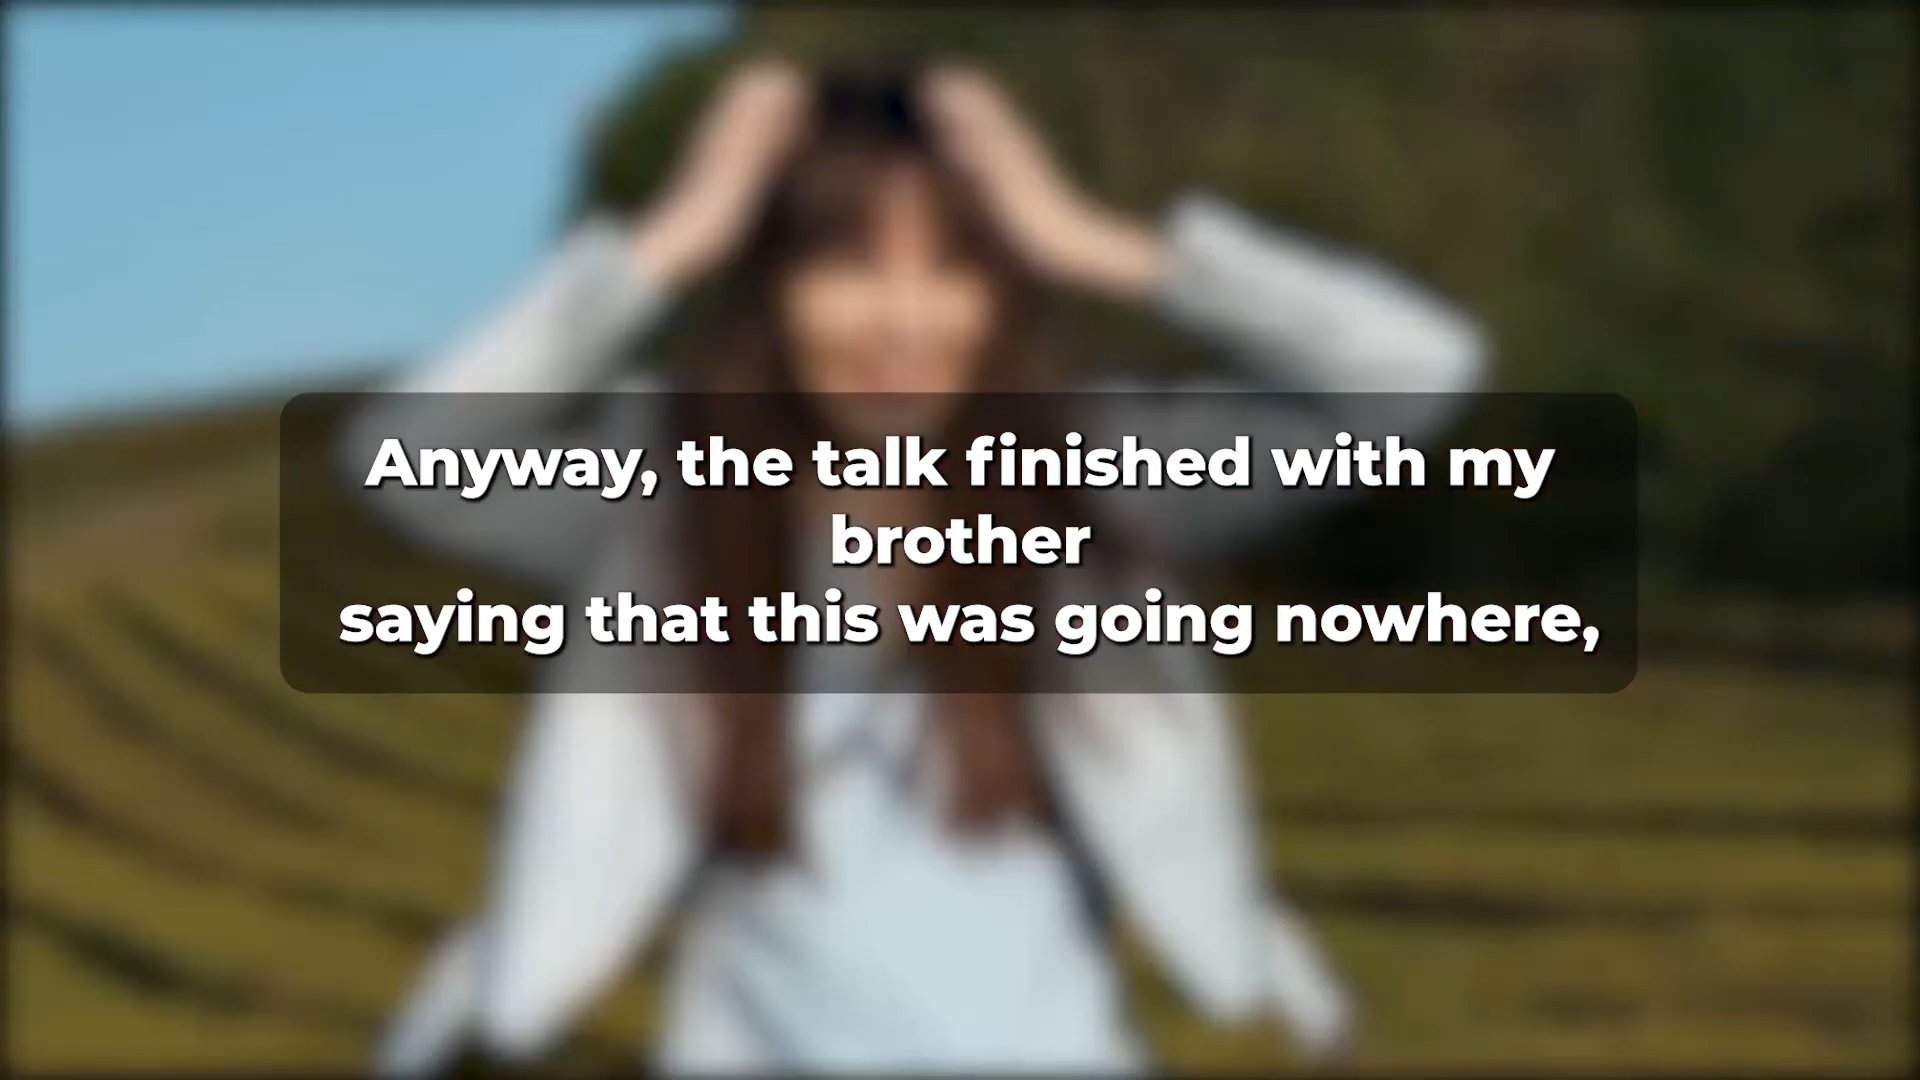 Anyway, the talk finished with my
brother
saying that this was going nowhere,